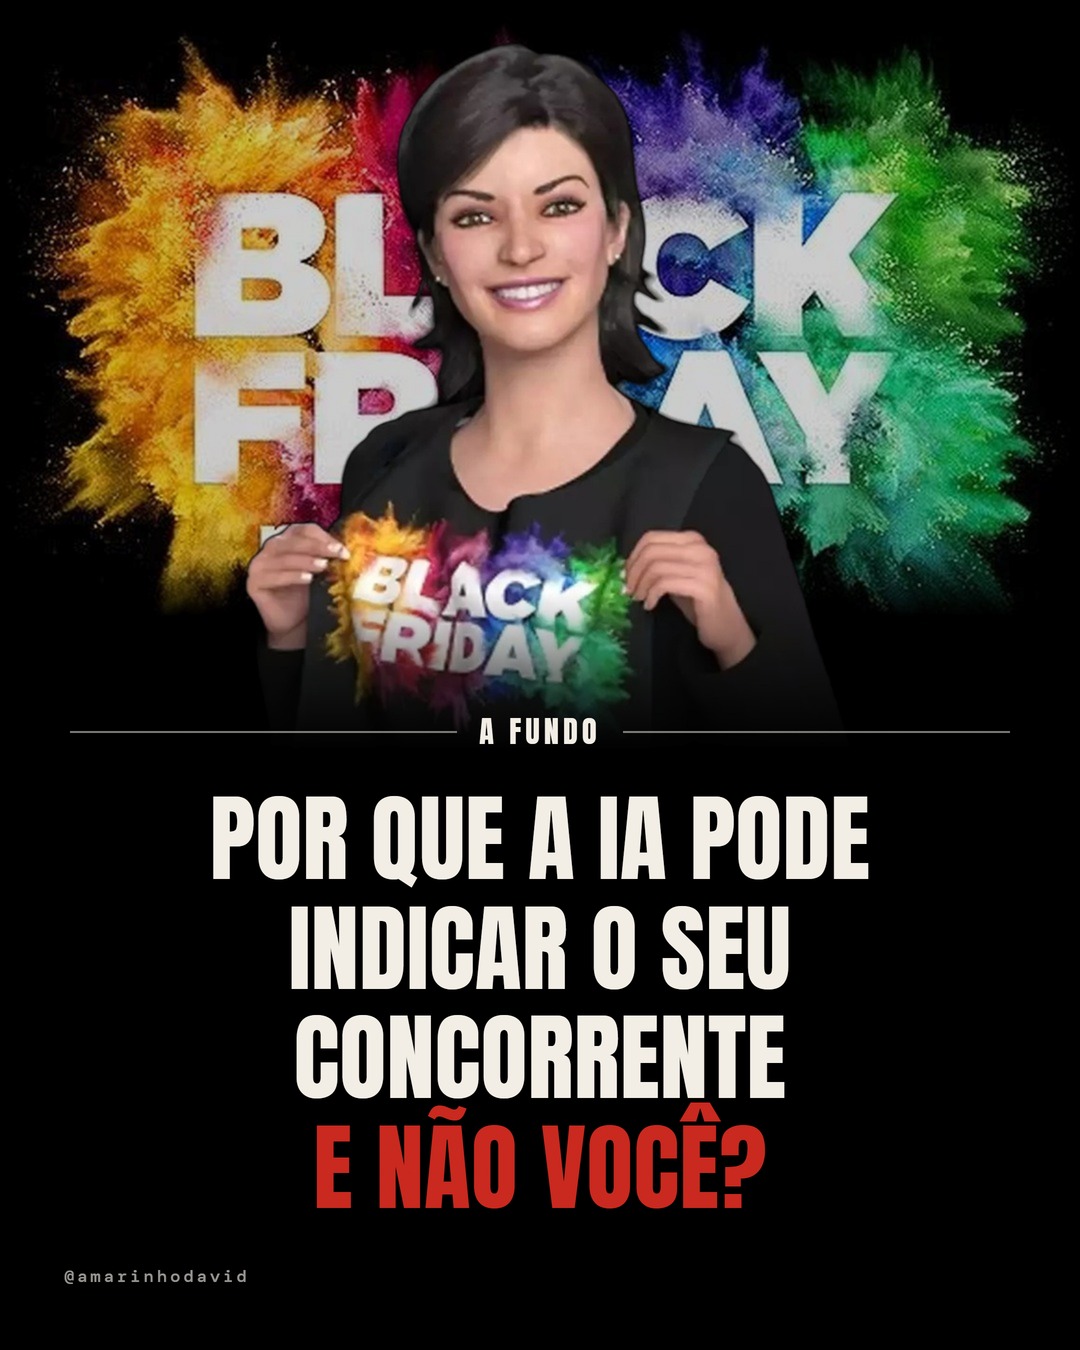 BLACK
FRIDAY
BLACK
FRIDAY
A FUNDO
POR QUE A IA PODE
INDICAR O SEU
CONCORRENTE
E NÃO VOCÊ?
@amarinhodavid